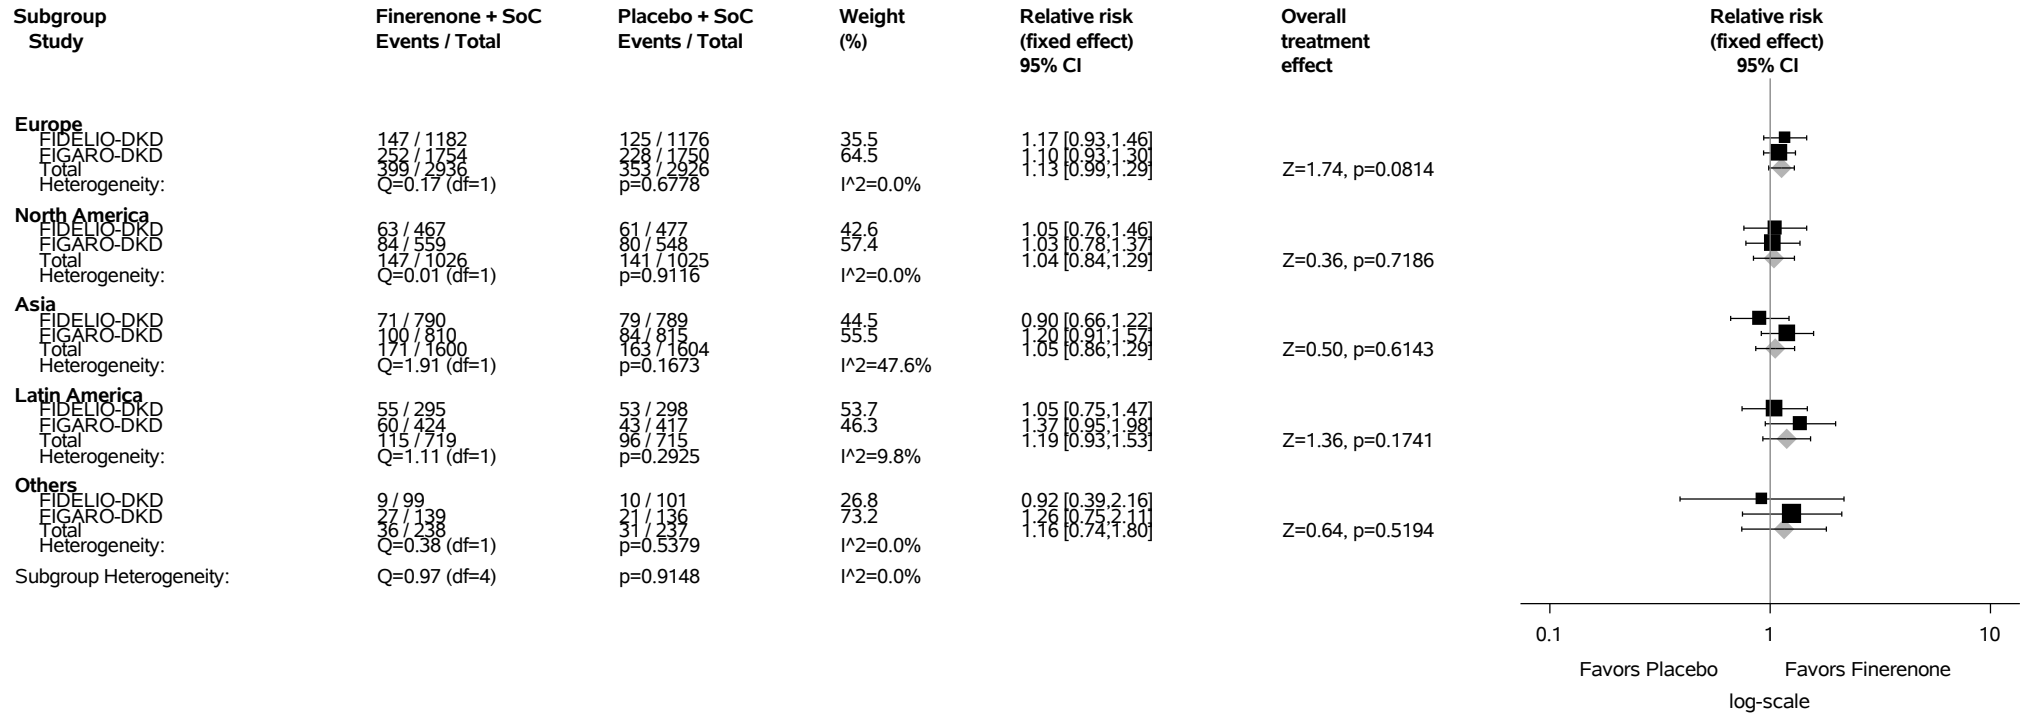 Subgroup Finerenone + SoC Placebo + SoC Weight Relative risk Overall Relative risk
Study Events / Total Events / Total (%) (fixed effect) treatment (fixed effect)
95% CI effect 95% CI
Europe
FIDELIO-DKD 147 / 1182 125 / 1176 35.5 1.17 [0.93,1.46]
FIGARO-DKD 252 / 1754 228 / 1750 64.5 1.10 [0.93,1.30]
Total 399 / 2936 353 / 2926 1.13 [0.99,1.29] Z=1.74, p=0.0814
Heterogeneity: Q=0.17 (df=1) p=0.6778 I^2=0.0%
North America
FIDELIO-DKD 63 / 467 61 / 477 42.6 1.05 [0.76,1.46]
FIGARO-DKD 84 / 559 80 / 548 57.4 1.03 [0.78,1.37]
Total 147 / 1026 141 / 1025 1.04 [0.84,1.29] Z=0.36, p=0.7186
Heterogeneity: Q=0.01 (df=1) p=0.9116 I^2=0.0%
Asia
FIDELIO-DKD 71 / 790 79 / 789 44.5 0.90 [0.66,1.22]
FIGARO-DKD 100 / 810 84 / 815 55.5 1.20 [0.91,1.57]
Total 171 / 1600 163 / 1604 1.05 [0.86,1.29] Z=0.50, p=0.6143
Heterogeneity: Q=1.91 (df=1) p=0.1673 I^2=47.6%
Latin America
FIDELIO-DKD 55 / 295 53 / 298 53.7 1.05 [0.75,1.47]
FIGARO-DKD 60 / 424 43 / 417 46.3 1.37 [0.95,1.98]
Total 115 / 719 96 / 715 1.19 [0.93,1.53] Z=1.36, p=0.1741
Heterogeneity: Q=1.11 (df=1) p=0.2925 I^2=9.8%
Others
FIDELIO-DKD 9 / 99 10 / 101 26.8 0.92 [0.39,2.16]
FIGARO-DKD 27 / 139 21 / 136 73.2 1.26 [0.75,2.11]
Total 36 / 238 31 / 237 1.16 [0.74,1.80] Z=0.64, p=0.5194
Heterogeneity: Q=0.38 (df=1) p=0.5379 I^2=0.0%
Subgroup Heterogeneity: Q=0.97 (df=4) p=0.9148 I^2=0.0%
0.1 1 10
Favors Placebo Favors Finerenone
log-scale